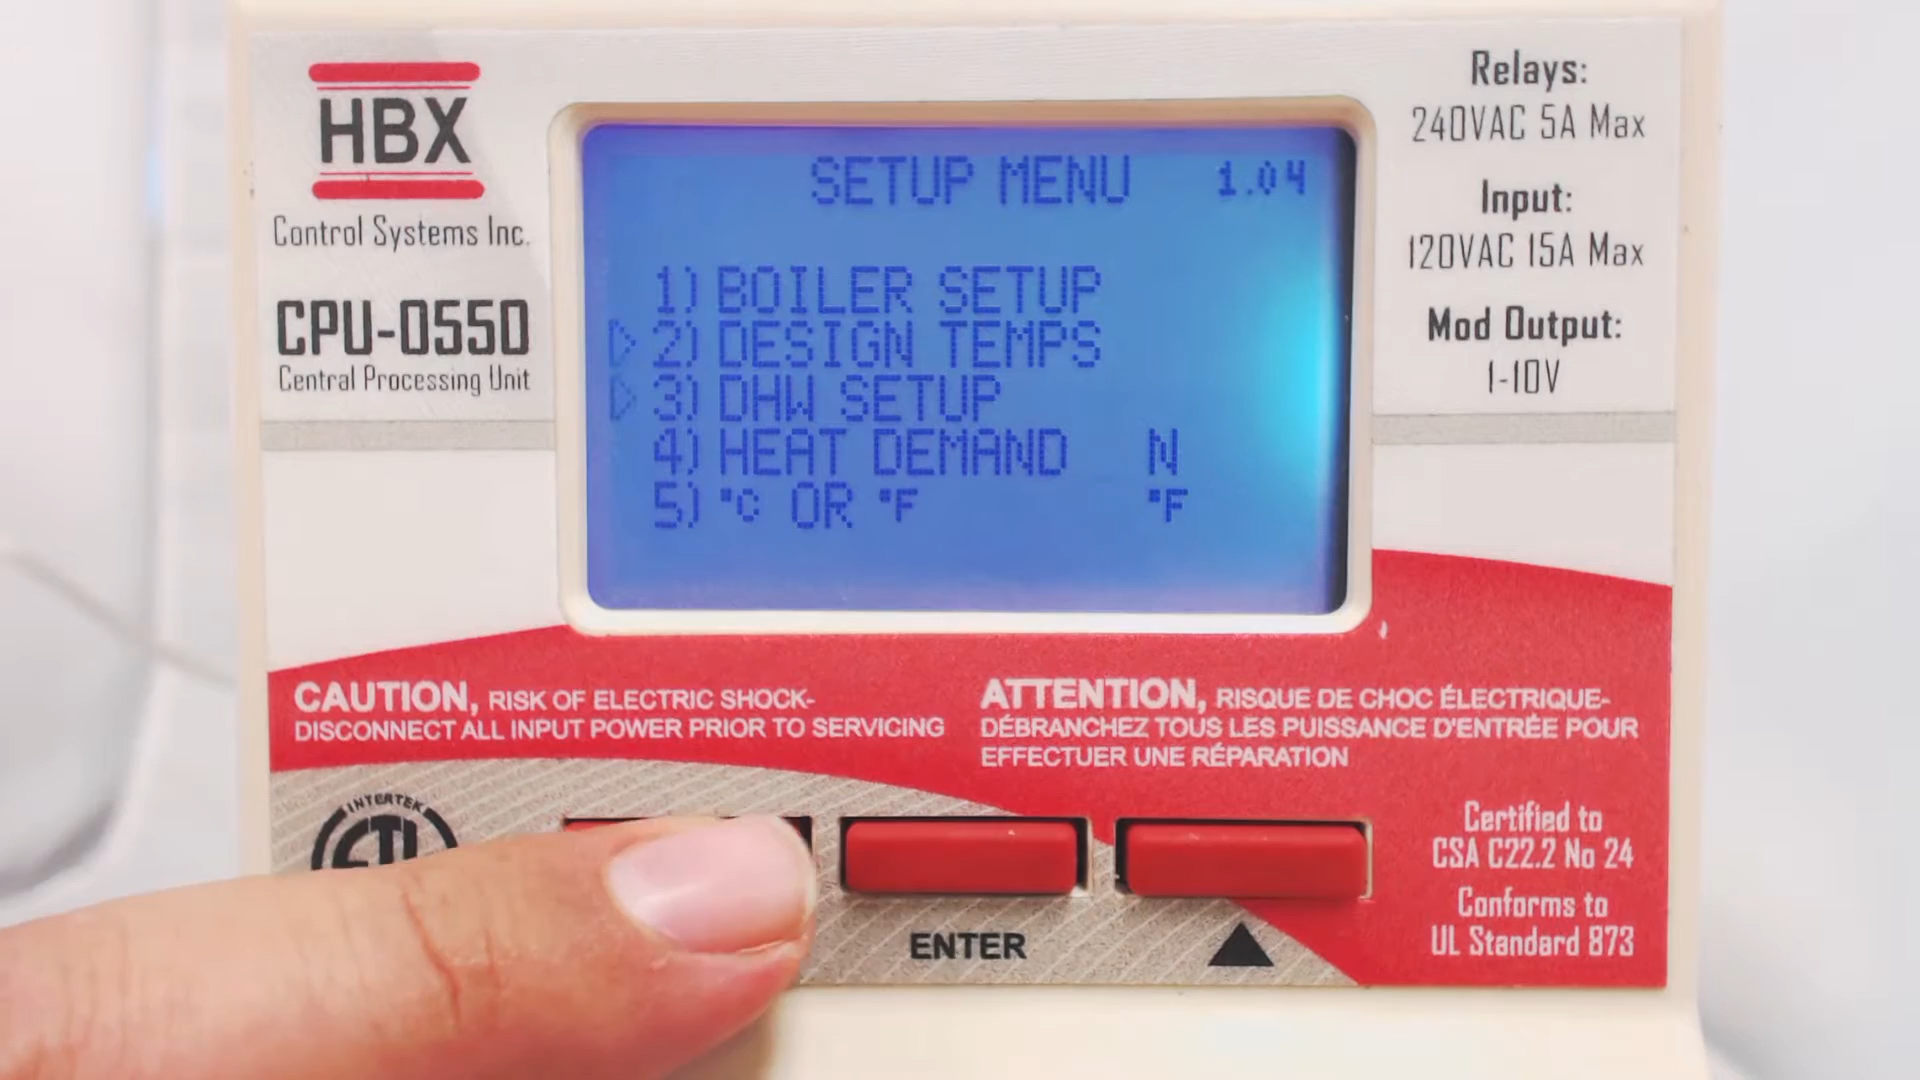 HBX
Control Systems Inc.
CPU-0550
Central Processing Unit
SETUP MENU 1.04
1) BOILER SETUP
2) DESIGN TEMPS
3) DHW SETUP
4) HEAT DEMAND N
5) °C OR °F °F
Relays:
240VAC 5A Max
Input:
120VAC 15A Max
Mod Output:
1-10V
CAUTION, RISK OF ELECTRIC SHOCK-
DISCONNECT ALL INPUT POWER PRIOR TO SERVICING
ATTENTION, RISQUE DE CHOC ÉLECTRIQUE-
DÉBRANCHEZ TOUS LES PUISSANCE D'ENTRÉE POUR
EFFECTUER UNE RÉPARATION
INTERTEK
ENTER
Certified to
CSA C22.2 No 24
Conforms to
UL Standard 873